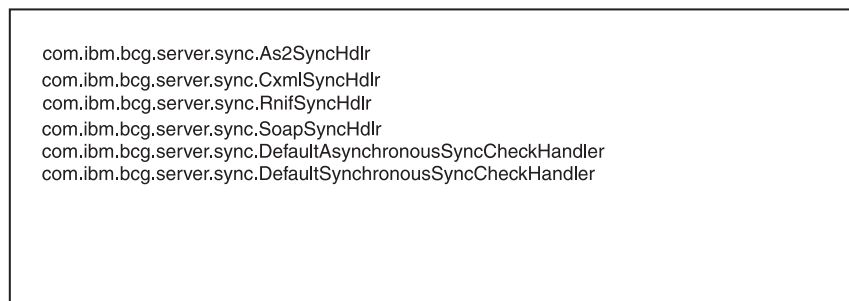 com.ibm.bcg.server.sync.As2SyncHdlr
com.ibm.bcg.server.sync.CxmlSyncHdlr
com.ibm.bcg.server.sync.RnifSyncHdlr
com.ibm.bcg.server.sync.SoapSyncHdlr
com.ibm.bcg.server.sync.DefaultAsynchronousSyncCheckHandler
com.ibm.bcg.server.sync.DefaultSynchronousSyncCheckHandler